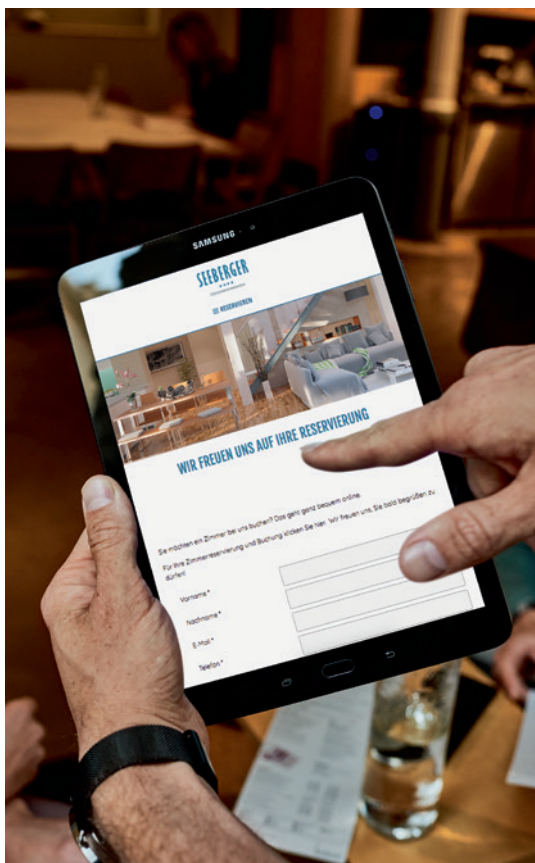 SAMSUNG
SEEBERGER
RESERVIEREN
WIR FREUEN UNS AUF IHRE RESERVIERUNG
Sie möchten ein Zimmer bei uns buchen? Das geht ganz bequem online.
Für Ihre Zimmerreservierung und Buchung klicken Sie hier. Wir freuen uns, Sie bald begrüßen zu
dürfen!
Vorname *
Nachname *
E-Mail *
Telefon *